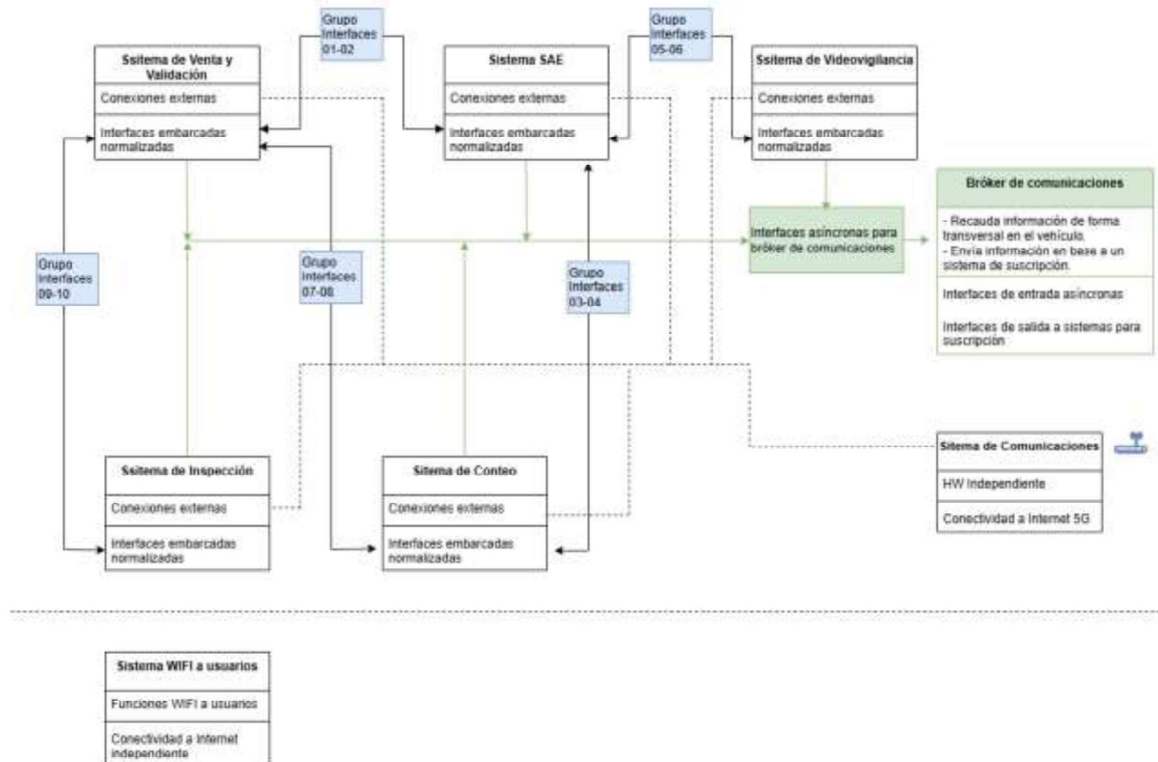 Grupo
Interfaces
01-02
Grupo
Interfaces
05-06
Ssitema de Venta y
Validación
Conexiones externas
Interfaces embarcadas
normalizadas
Sistema SAE
Conexiones externas
Interfaces embarcadas
normalizadas
Ssitema de Videovigilancia
Conexiones externas
Interfaces embarcadas
normalizadas
Bróker de comunicaciones
- Recauda información de forma
transversal en el vehículo.
- Envía información en base a un
sistema de suscripción.
Interfaces de entrada asíncronas
Interfaces de salida a sistemas para
suscripción
Interfaces asíncronas para
bróker de comunicaciones
Grupo
Interfaces
09-10
Grupo
Interfaces
07-08
Grupo
Interfaces
03-04
Ssitema de Inspección
Conexiones externas
Interfaces embarcadas
normalizadas
Sitema de Conteo
Conexiones externas
Interfaces embarcadas
normalizadas
Sitema de Comunicaciones
HW Independiente
Conectividad a Internet 5G
Sistema WIFI a usuarios
Funciones WIFI a usuarios
Conectividad a Internet
independiente